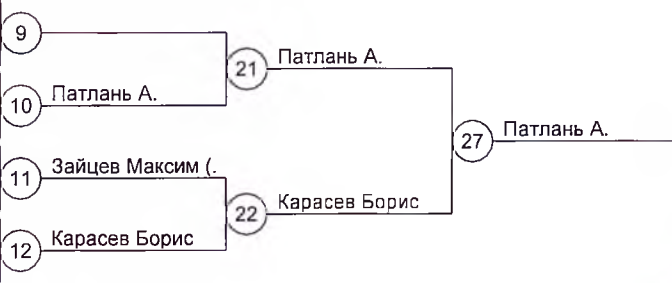 9
Патлань А.
21
10 Патлань А.
Патлань А.
27
11 Зайцев Максим (.
22 Карасев Борис
12 Карасев Борис